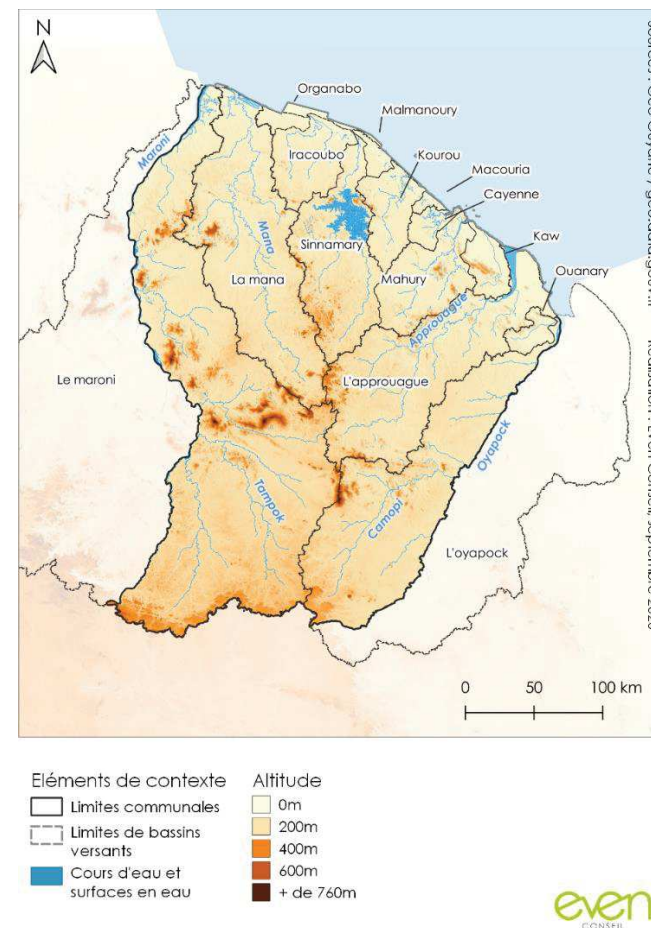 N
Organabo
Malmanoury
Iracoubo
Kourou
Macouria
Cayenne
Maroni
Mana
Sinnamary
Kaw
La mana
Mahury
Ouanary
Approuague
Le maroni
L'approuague
Oyapock
Tampok
Camopi
L'oyapock
0 50 100 km
Eléments de contexte
Limites communales
Limites de bassins
versants
Cours d'eau et
surfaces en eau
Altitude
0m
200m
400m
600m
+ de 760m
even
CONSEIL